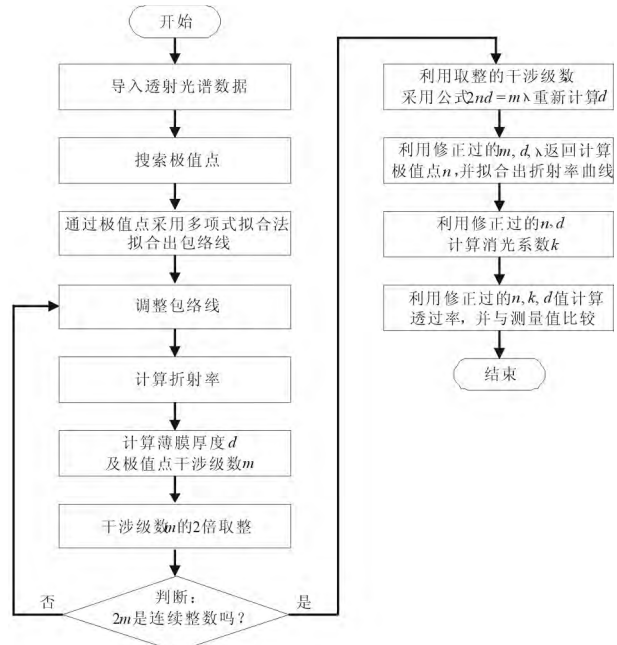 开始
导入透射光谱数据
搜索极值点
通过极值点采用多项式拟合法
拟合出包络线
调整包络线
计算折射率
计算薄膜厚度d
及极值点干涉级数m
干涉级数m的2倍取整
判断：
2m是连续整数吗？
否
是
利用取整的干涉级数
采用公式2nd=mλ重新计算d
利用修正过的m, d, λ返回计算
极值点n,并拟合出折射率曲线
利用修正过的n、d
计算消光系数k
利用修正过的n, k, d值计算
透过率，并与测量值比较
结束